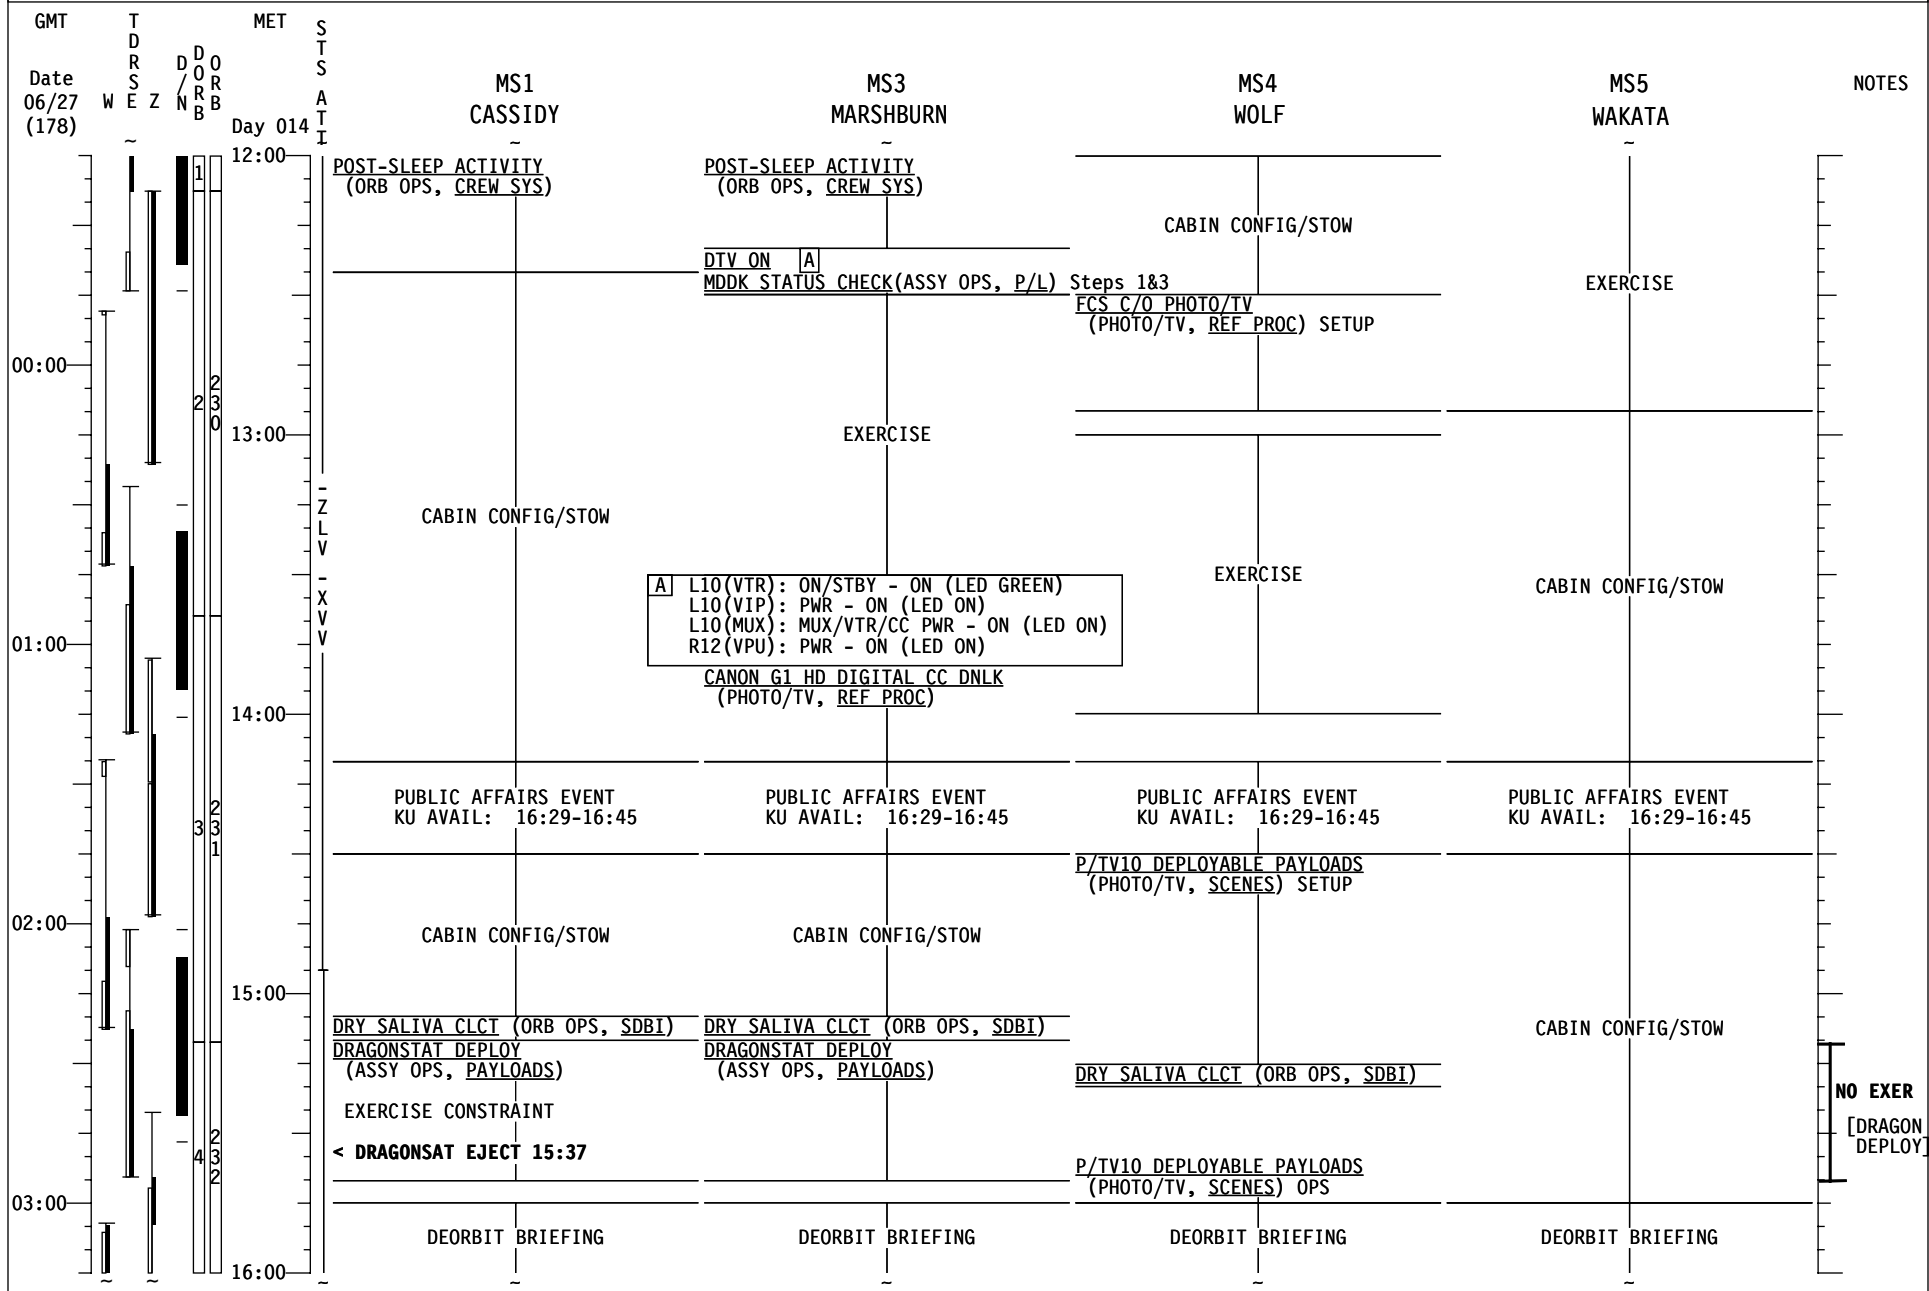 GMT
Date
06/27
(178)
TDRS
W E Z
D/N
DORB
ORB
MET
Day 014
STS ATT
MS1
CASSIDY
MS3
MARSHBURN
MS4
WOLF
MS5
WAKATA
NOTES
~ ~ ~ ~ ~
12:00
1
POST-SLEEP ACTIVITY
(ORB OPS, CREW SYS)
POST-SLEEP ACTIVITY
(ORB OPS, CREW SYS)
CABIN CONFIG/STOW
DTV ON A
MDDK STATUS CHECK(ASSY OPS, P/L) Steps 1&3
EXERCISE
FCS C/O PHOTO/TV
(PHOTO/TV, REF PROC) SETUP
00:00
2
230
13:00
EXERCISE
-ZLV -XVV
CABIN CONFIG/STOW
EXERCISE
CABIN CONFIG/STOW
A L10(VTR): ON/STBY - ON (LED GREEN)
L10(VIP): PWR - ON (LED ON)
L10(MUX): MUX/VTR/CC PWR - ON (LED ON)
R12(VPU): PWR - ON (LED ON)
01:00
CANON G1 HD DIGITAL CC DNLK
(PHOTO/TV, REF PROC)
14:00
PUBLIC AFFAIRS EVENT
KU AVAIL: 16:29-16:45
PUBLIC AFFAIRS EVENT
KU AVAIL: 16:29-16:45
PUBLIC AFFAIRS EVENT
KU AVAIL: 16:29-16:45
PUBLIC AFFAIRS EVENT
KU AVAIL: 16:29-16:45
3
231
P/TV10 DEPLOYABLE PAYLOADS
(PHOTO/TV, SCENES) SETUP
02:00
CABIN CONFIG/STOW
CABIN CONFIG/STOW
15:00
DRY SALIVA CLCT (ORB OPS, SDBI)
DRY SALIVA CLCT (ORB OPS, SDBI)
CABIN CONFIG/STOW
DRAGONSTAT DEPLOY
(ASSY OPS, PAYLOADS)
DRAGONSTAT DEPLOY
(ASSY OPS, PAYLOADS)
DRY SALIVA CLCT (ORB OPS, SDBI)
NO EXER
EXERCISE CONSTRAINT
[DRAGON
DEPLOY]
4
232
< DRAGONSAT EJECT 15:37
P/TV10 DEPLOYABLE PAYLOADS
(PHOTO/TV, SCENES) OPS
03:00
DEORBIT BRIEFING
DEORBIT BRIEFING
DEORBIT BRIEFING
DEORBIT BRIEFING
16:00
~ ~ ~ ~ ~ ~ ~